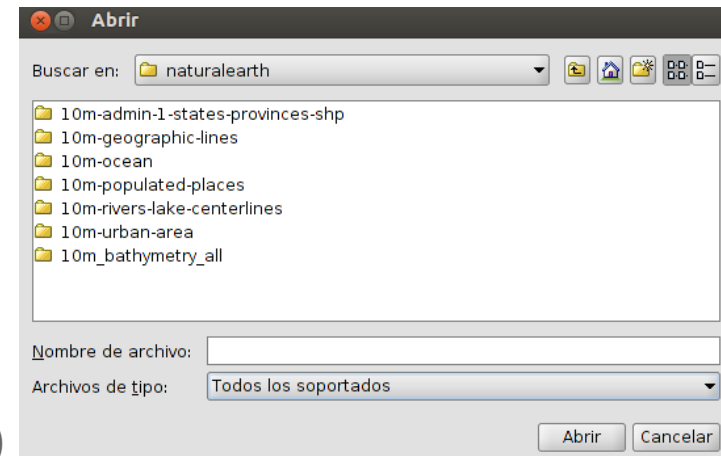 Abrir
Buscar en: naturalearth
10m-admin-1-states-provinces-shp
10m-geographic-lines
10m-ocean
10m-populated-places
10m-rivers-lake-centerlines
10m-urban-area
10m_bathymetry_all
Nombre de archivo:
Archivos de tipo: Todos los soportados
Abrir Cancelar
)